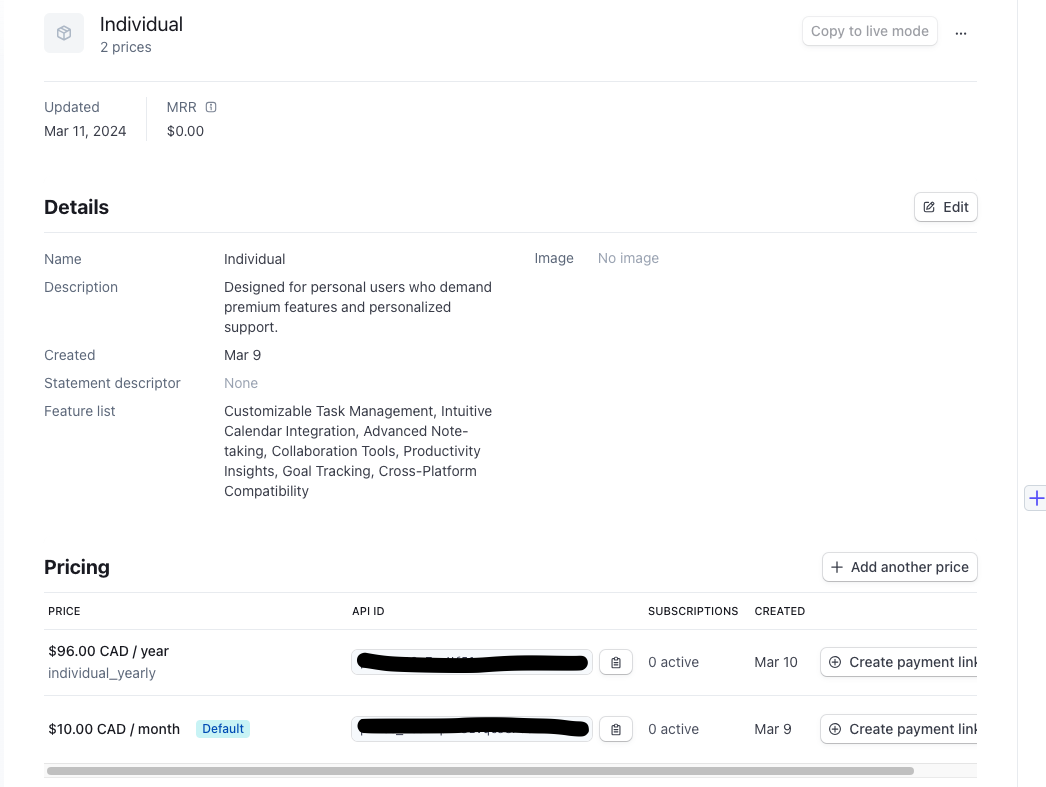 Individual
2 prices
Copy to live mode
Updated
Mar 11, 2024
MRR
$0.00
Details
Edit
Name
Individual
Image
No image
Description
Designed for personal users who demand
premium features and personalized
support.
Created
Mar 9
Statement descriptor
None
Feature list
Customizable Task Management, Intuitive
Calendar Integration, Advanced Note-
taking, Collaboration Tools, Productivity
Insights, Goal Tracking, Cross-Platform
Compatibility
Pricing
Add another price
PRICE
API ID
SUBSCRIPTIONS
CREATED
$96.00 CAD / year
individual_yearly
0 active
Mar 10
Create payment link
$10.00 CAD / month
Default
0 active
Mar 9
Create payment link